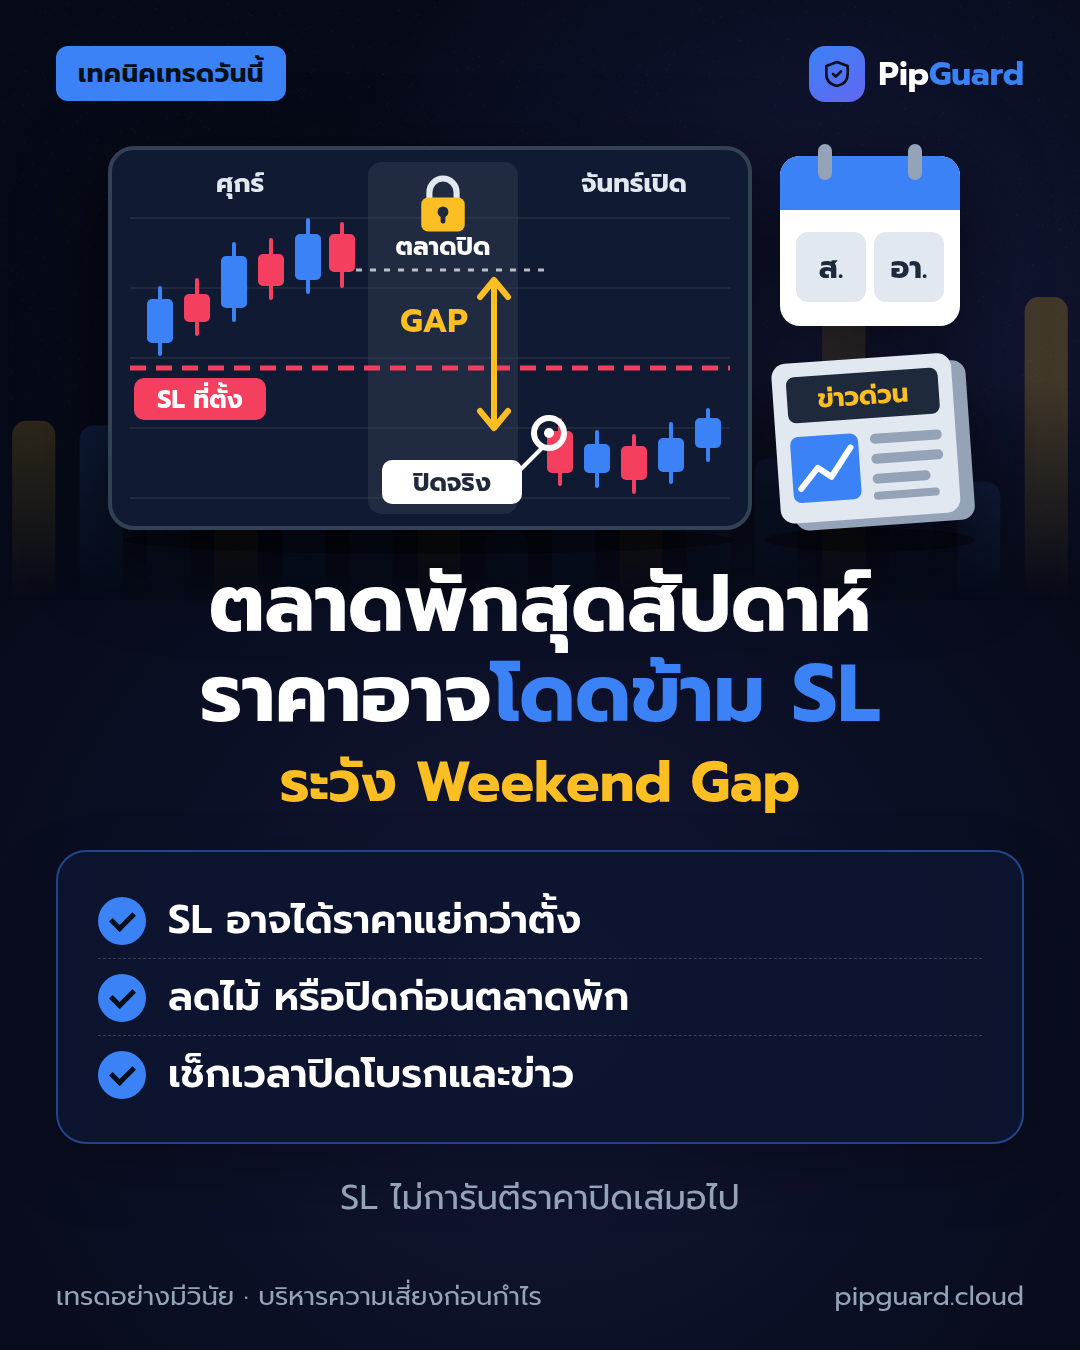 เทคนิคเทรดวันนี้
PipGuard
ศุกร์
ตลาดปิด
จันทร์เปิด
GAP
SL ที่ตั้ง
ปิดจริง
ส.
อา.
ข่าวด่วน
ตลาดพักสุดสัปดาห์
ราคาอาจโดดข้าม SL
ระวัง Weekend Gap
SL อาจได้ราคาแย่กว่าตั้ง
ลดไม้ หรือปิดก่อนตลาดพัก
เช็กเวลาปิดโบรกและข่าว
SL ไม่การันตีราคาปิดเสมอไป
เทรดอย่างมีวินัย · บริหารความเสี่ยงก่อนกำไร
pipguard.cloud